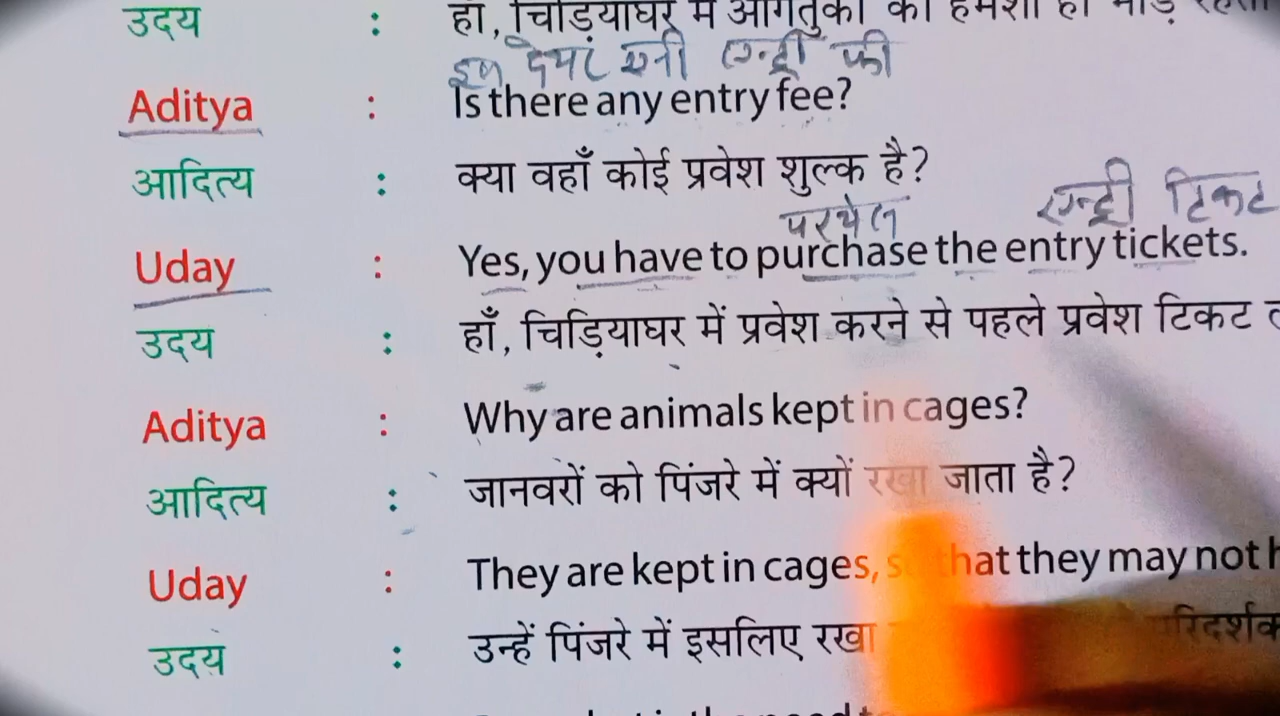 उदय : हाँ, चिड़ियाघर में आगंतुकों की हमेशा ही भीड़
एनी एन्ट्री फी
Aditya : Is there any entry fee?
आदित्य : क्या वहाँ कोई प्रवेश शुल्क है?
परचेज एन्ट्री टिकट
Uday : Yes, you have to purchase the entry tickets.
उदय : हाँ, चिड़ियाघर में प्रवेश करने से पहले प्रवेश टिकट
Aditya : Why are animals kept in cages?
आदित्य : जानवरों को पिंजरे में क्यों रखा जाता है?
Uday : They are kept in cages, so that they may not
उदय : उन्हें पिंजरे में इसलिए रखा